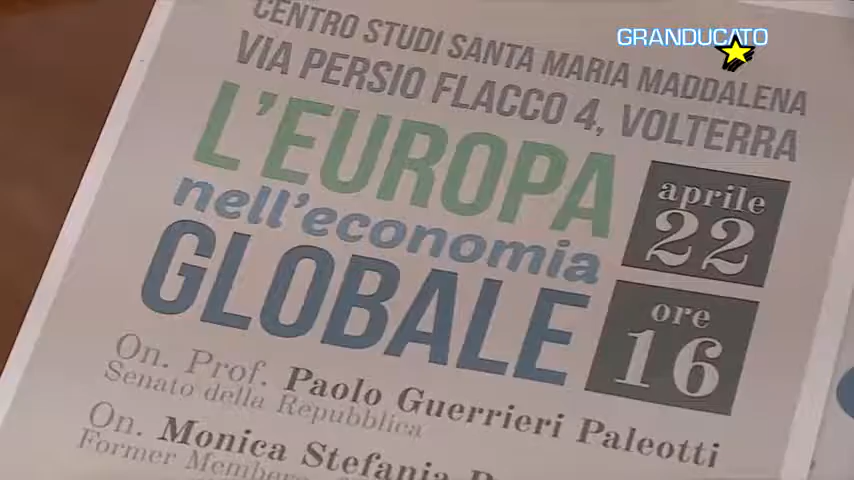 GRANDUCATO
CENTRO STUDI SANTA MARIA MADDALENA
VIA PERSIO FLACCO 4, VOLTERRA
L'EUROPA
nell'economia
GLOBALE
aprile
22
ore
16
On. Prof. Paolo Guerrieri Paleotti
Senato della Repubblica
On. Monica Stefania
Former Member